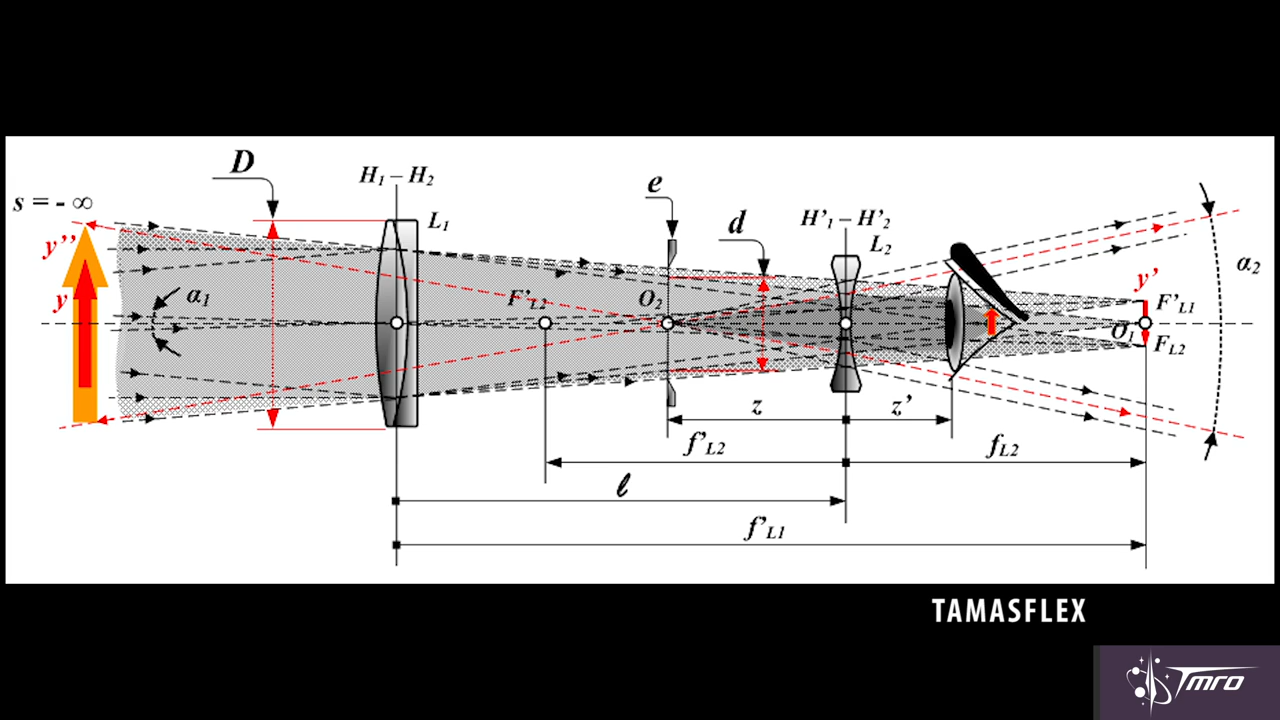 D
H₁ – H₂
e
s = - ∞
L₁
d
H'₁ – H'₂
L₂
y''
y
α₁
F'L2
O₂
y'
F'L1
α₂
O₁
FL2
z
z'
f'L2
fL2
ℓ
f'L1
TAMASFLEX
TMRO